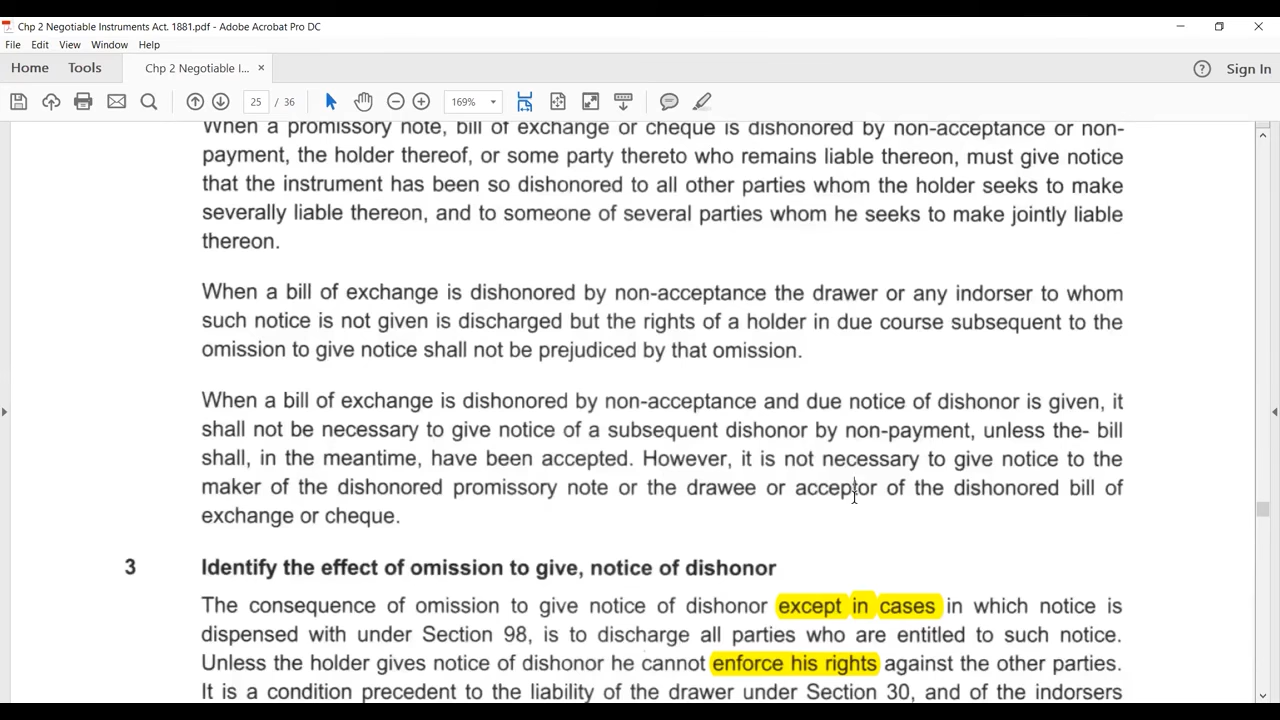 Chp 2 Negotiable Instruments Act. 1881.pdf - Adobe Acrobat Pro DC
File Edit View Window Help
Home Tools Chp 2 Negotiable I... × Sign In
25 / 36 169%
When a promissory note, bill of exchange or cheque is dishonored by non-acceptance or non-
payment, the holder thereof, or some party thereto who remains liable thereon, must give notice
that the instrument has been so dishonored to all other parties whom the holder seeks to make
severally liable thereon, and to someone of several parties whom he seeks to make jointly liable
thereon.
When a bill of exchange is dishonored by non-acceptance the drawer or any indorser to whom
such notice is not given is discharged but the rights of a holder in due course subsequent to the
omission to give notice shall not be prejudiced by that omission.
When a bill of exchange is dishonored by non-acceptance and due notice of dishonor is given, it
shall not be necessary to give notice of a subsequent dishonor by non-payment, unless the- bill
shall, in the meantime, have been accepted. However, it is not necessary to give notice to the
maker of the dishonored promissory note or the drawee or acceptor of the dishonored bill of
exchange or cheque.
3 Identify the effect of omission to give, notice of dishonor
The consequence of omission to give notice of dishonor except in cases in which notice is
dispensed with under Section 98, is to discharge all parties who are entitled to such notice.
Unless the holder gives notice of dishonor he cannot enforce his rights against the other parties.
It is a condition precedent to the liability of the drawer under Section 30, and of the indorsers